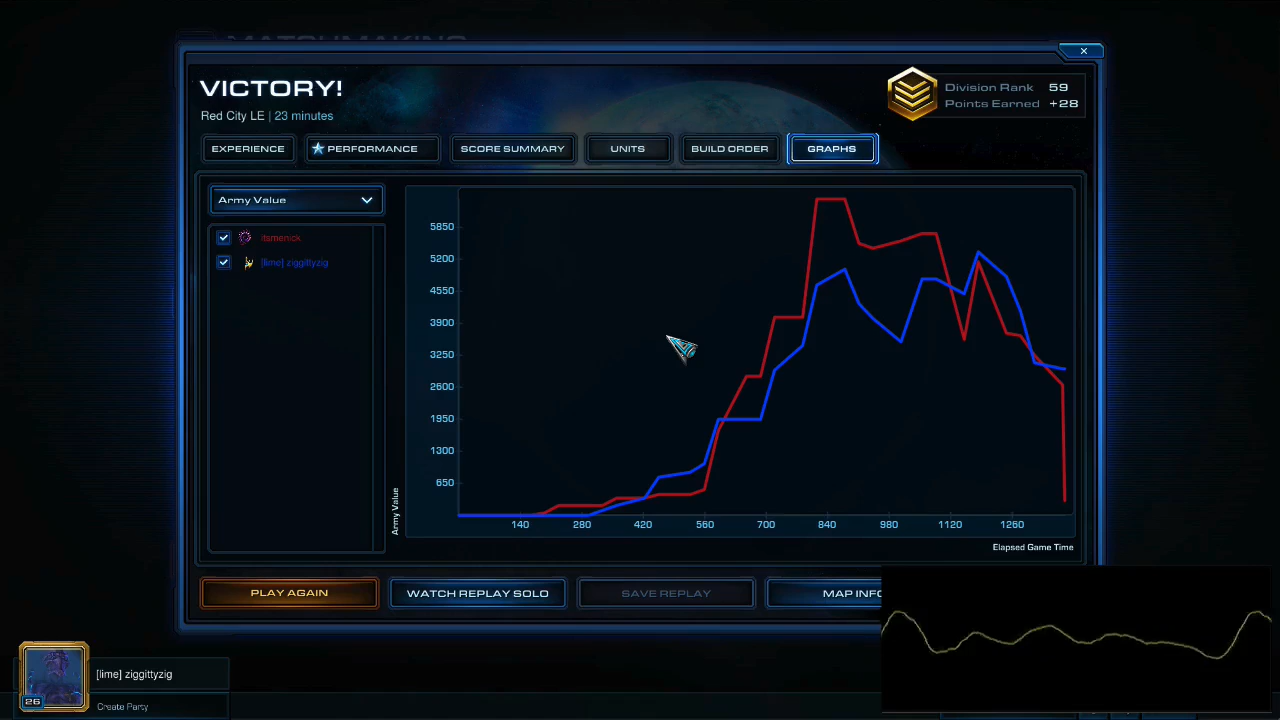 MATCHMAKING
VICTORY!
Red City LE | 23 minutes
Division Rank 59
Points Earned +28
EXPERIENCE
PERFORMANCE
SCORE SUMMARY
UNITS
BUILD ORDER
GRAPHS
Army Value
itsmenick
[lime] ziggittyzig
5850
5200
4550
3900
3250
2600
1950
1300
650
Army Value
140 280 420 560 700 840 980 1120 1260
Elapsed Game Time
PLAY AGAIN
WATCH REPLAY SOLO
SAVE REPLAY
MAP INFO
26
[lime] ziggittyzig
Create Party